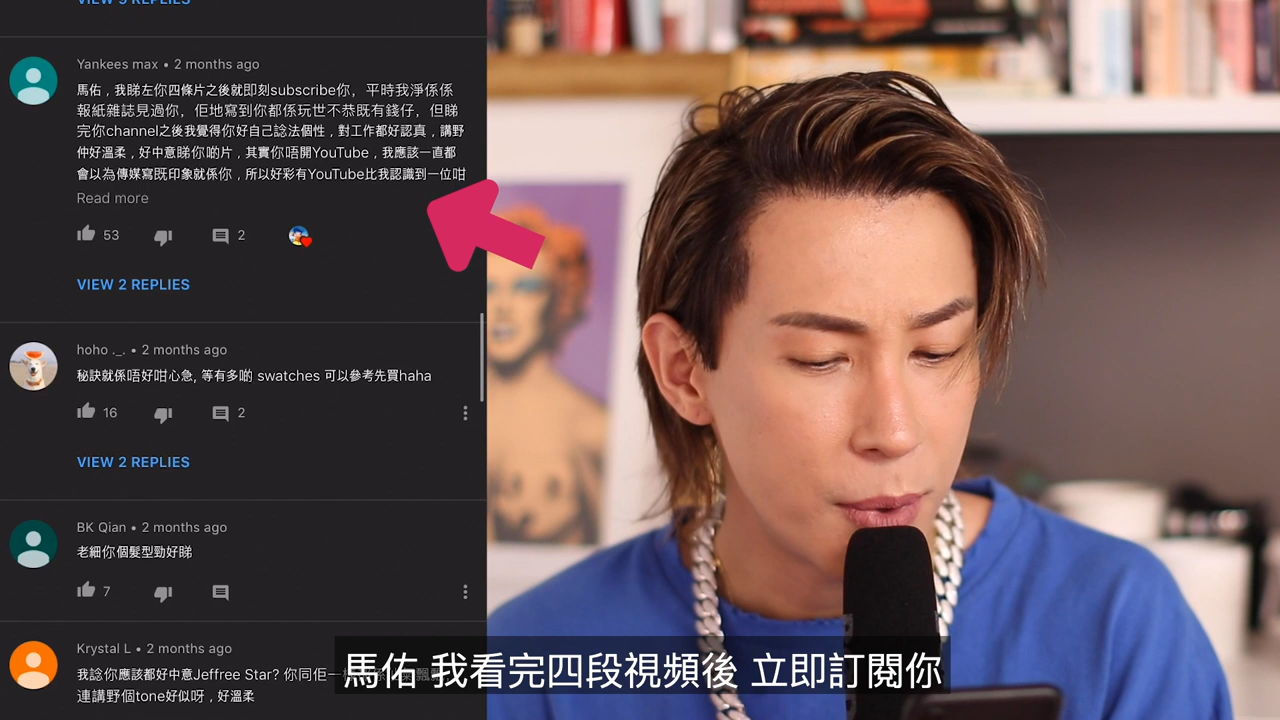 VIEW 9 REPLIES
Yankees max • 2 months ago
馬佑，我睇左你四條片之後就即刻subscribe你，平時我淨係係
報紙雜誌見過你，佢地寫到你都係玩世不恭既有錢仔，但睇
完你channel之後我覺得你好自己諗法個性，對工作都好認真，講野
仲好溫柔，好中意睇你啲片，其實你唔開YouTube，我應該一直都
會以為傳媒寫既印象就係你，所以好彩有YouTube比我認識到一位咁
Read more
53
2
VIEW 2 REPLIES
hoho ._. • 2 months ago
秘訣就係唔好咁心急, 等有多啲 swatches 可以參考先買haha
16
2
VIEW 2 REPLIES
BK Qian • 2 months ago
老細你個髮型勁好睇
7
Krystal L • 2 months ago
我諗你應該都好中意Jeffree Star? 你同佢一
連講野個tone好似呀，好溫柔
馬佑 我看完四段視頻後 立即訂閱你